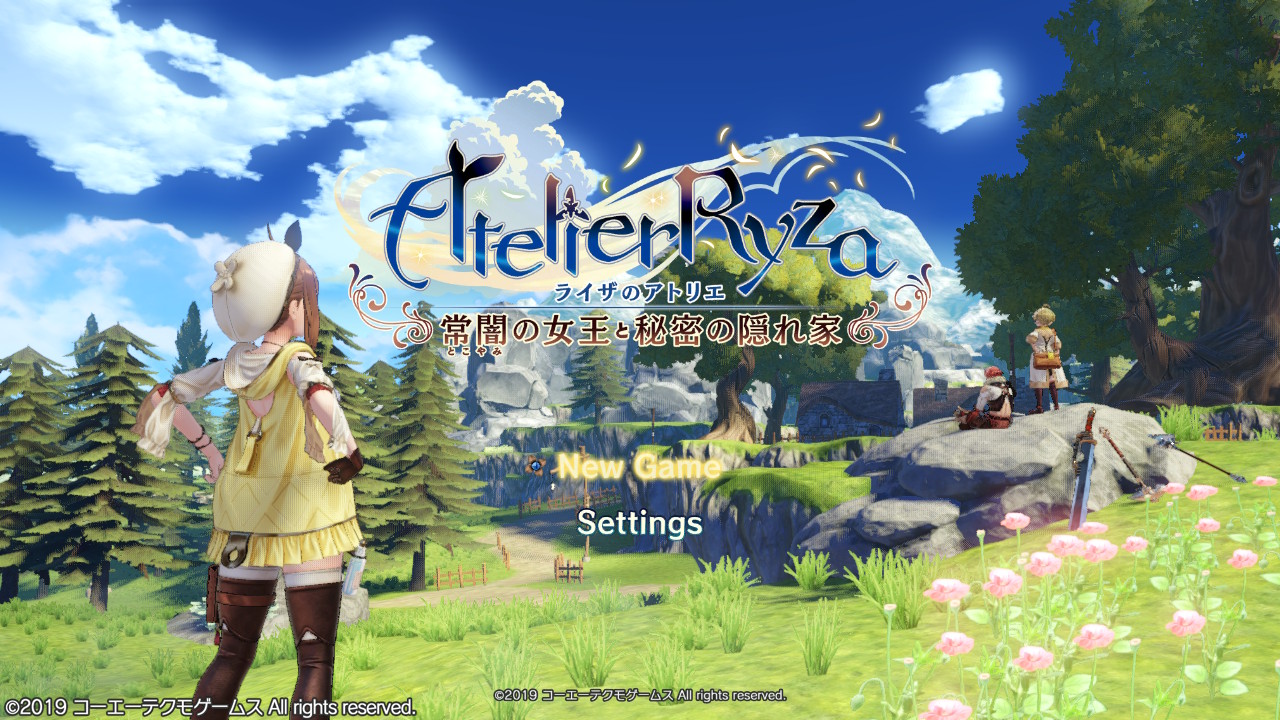 Atelier Ryza
ライザのアトリエ
常闇の女王と秘密の隠れ家
とこやみ
New Game
Settings
©2019 コーエーテクモゲームス All rights reserved.
©2019 コーエーテクモゲームス All rights reserved.